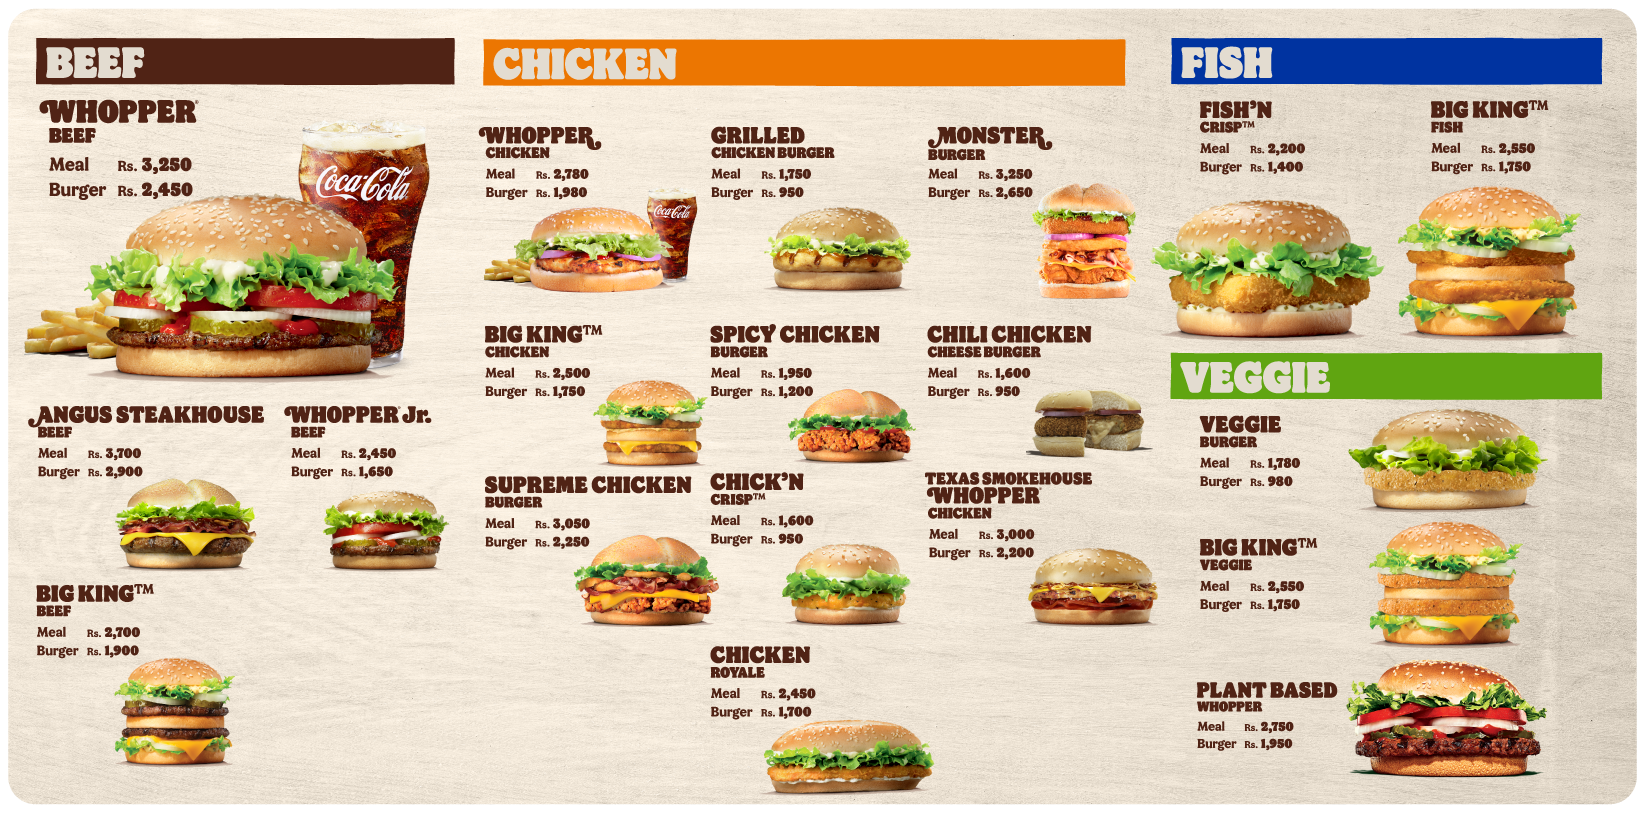 BEEF
WHOPPER®
BEEF
Meal Rs. 3,250
Burger Rs. 2,450
Coca-Cola
ANGUS STEAKHOUSE
BEEF
Meal Rs. 3,700
Burger Rs. 2,900
WHOPPER Jr.
BEEF
Meal Rs. 2,450
Burger Rs. 1,650
BIG KING™
BEEF
Meal Rs. 2,700
Burger Rs. 1,900
CHICKEN
WHOPPER
CHICKEN
Meal Rs. 2,780
Burger Rs. 1,980
Coca-Cola
GRILLED
CHICKEN BURGER
Meal Rs. 1,750
Burger Rs. 950
MONSTER
BURGER
Meal Rs. 3,250
Burger Rs. 2,650
BIG KING™
CHICKEN
Meal Rs. 2,500
Burger Rs. 1,750
SPICY CHICKEN
BURGER
Meal Rs. 1,950
Burger Rs. 1,200
CHILI CHICKEN
CHEESE BURGER
Meal Rs. 1,600
Burger Rs. 950
SUPREME CHICKEN
BURGER
Meal Rs. 3,050
Burger Rs. 2,250
CHICK'N
CRISP™
Meal Rs. 1,600
Burger Rs. 950
TEXAS SMOKEHOUSE
WHOPPER
CHICKEN
Meal Rs. 3,000
Burger Rs. 2,200
CHICKEN
ROYALE
Meal Rs. 2,450
Burger Rs. 1,700
FISH
FISH'N
CRISP™
Meal Rs. 2,200
Burger Rs. 1,400
BIG KING™
FISH
Meal Rs. 2,550
Burger Rs. 1,750
VEGGIE
VEGGIE
BURGER
Meal Rs. 1,780
Burger Rs. 980
BIG KING™
VEGGIE
Meal Rs. 2,550
Burger Rs. 1,750
PLANT BASED
WHOPPER
Meal Rs. 2,750
Burger Rs. 1,950